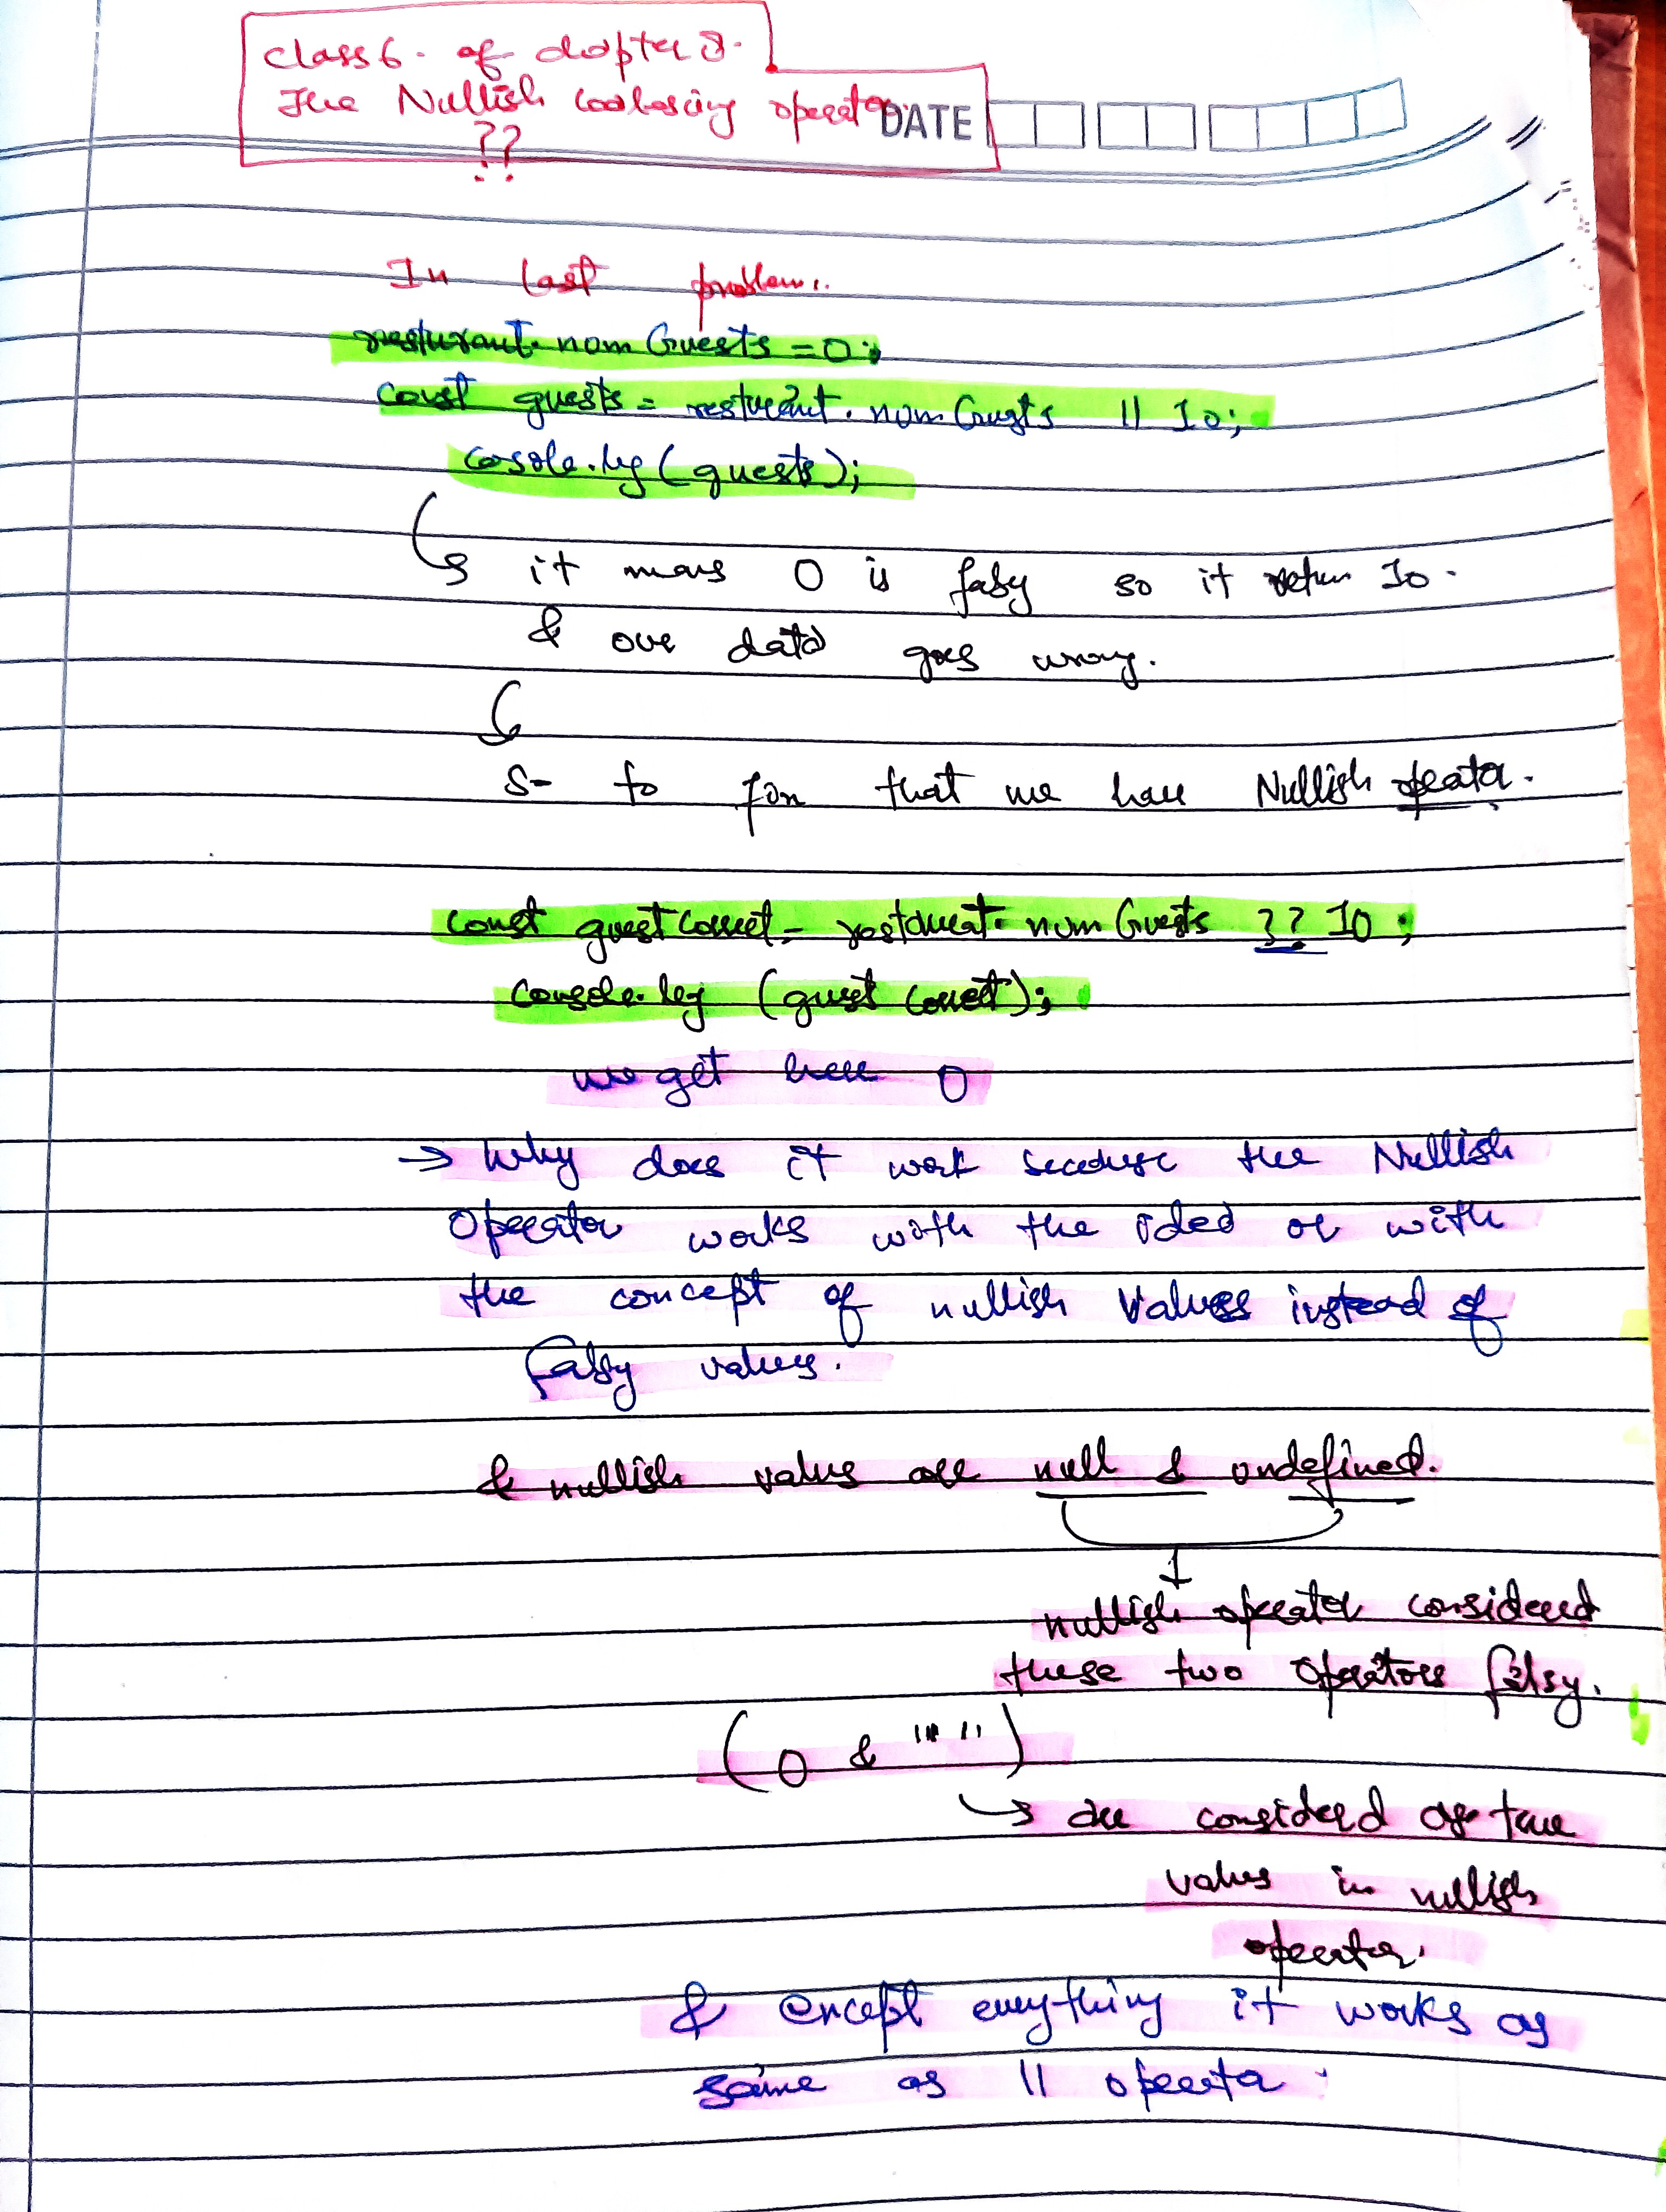 class 6. of chapter 8.
The Nullish coalescing operator.
??
DATE
In last problem..
resturant.numGuests = 0;
const guests = resturant.numGuests || 10;
cosole.log(guests);
it means 0 is falsy so it return 10.
& our data goes wrong.
So to for that we have Nullish operator.
const guestCorrect = restaurant.numGuests ?? 10;
console.log (guestCorrect);
we get here 0
→ Why does it work because the Nullish
Operator works with the idea or with
the concept of nullish values instead of
falsy values.
& nullish values are null & undefined.
nullish operator considered
these two operators falsy.
(0 & "" )
are considerd as true
values in nullish
operator.
& except everything it works as
same as || operator